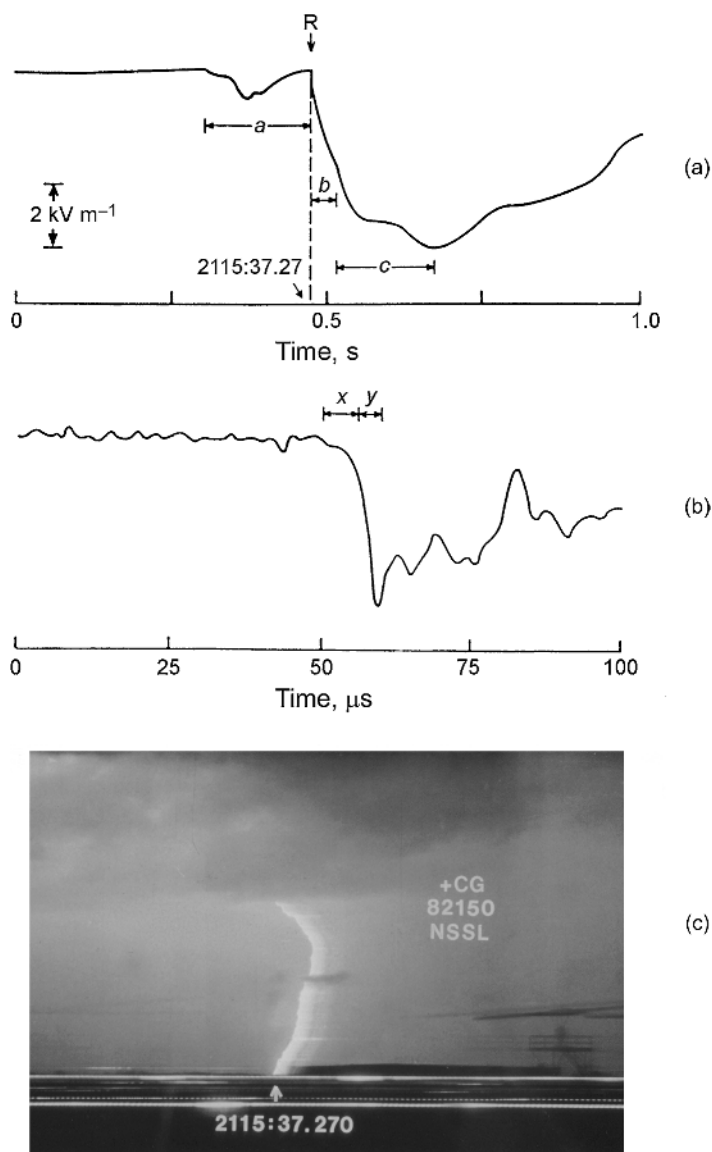 R
a
b
2 kV m⁻¹
c
2115:37.27
(a)
0
0.5
1.0
Time, s
x
y
(b)
0
25
50
75
100
Time, μs
+CG
82150
NSSL
(c)
2115:37.270